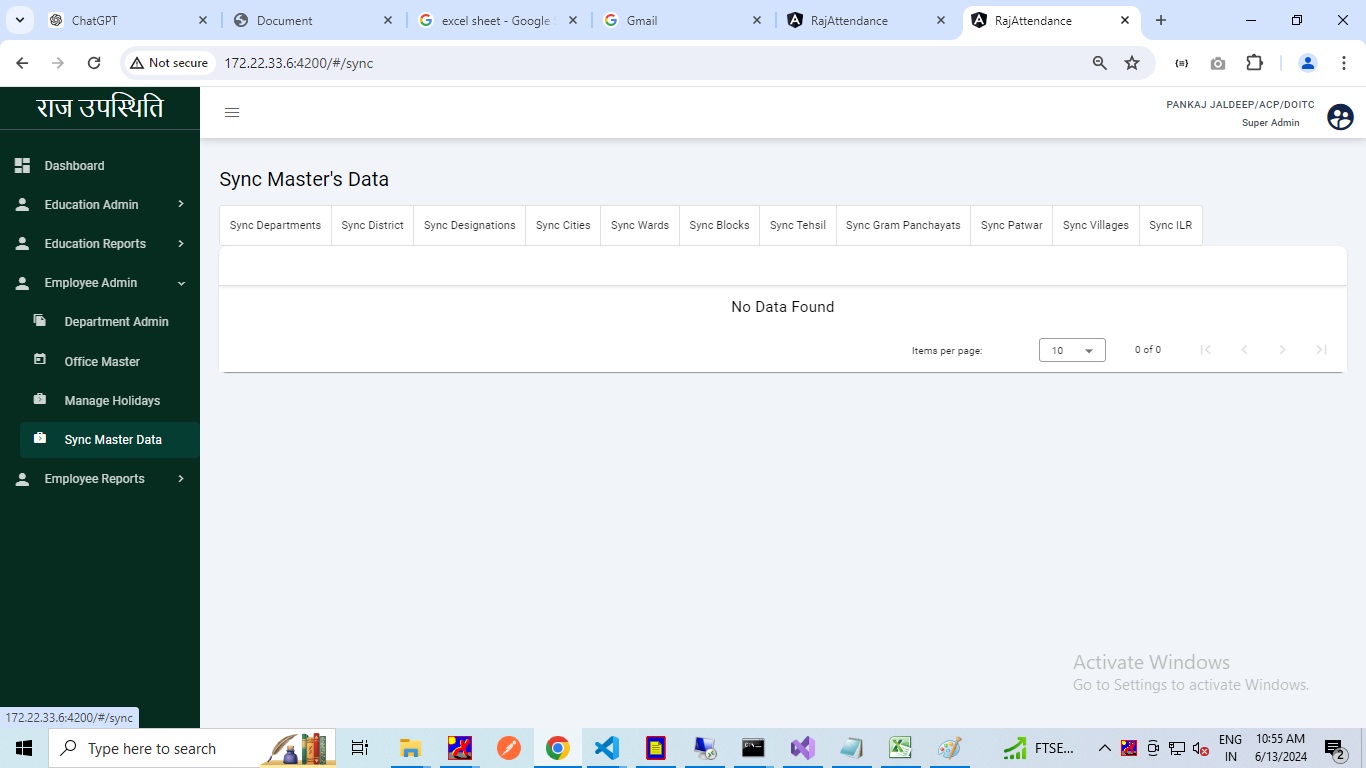 ChatGPT
Document
excel sheet - Google
Gmail
RajAttendance
RajAttendance
Not secure
172.22.33.6:4200/#/sync
राज उपस्थिति
PANKAJ JALDEEP/ACP/DOITC
Super Admin
Dashboard
Education Admin
Education Reports
Employee Admin
Department Admin
Office Master
Manage Holidays
Sync Master Data
Employee Reports
Sync Master's Data
Sync Departments
Sync District
Sync Designations
Sync Cities
Sync Wards
Sync Blocks
Sync Tehsil
Sync Gram Panchayats
Sync Patwar
Sync Villages
Sync ILR
No Data Found
Items per page:
10
0 of 0
Activate Windows
Go to Settings to activate Windows.
172.22.33.6:4200/#/sync
Type here to search
FTSE...
ENG
IN
10:55 AM
6/13/2024
2